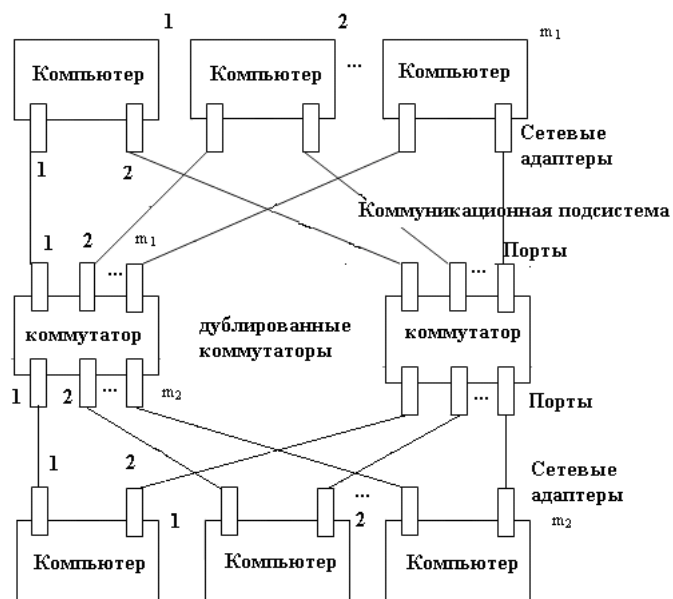 1 2 m1
Компьютер Компьютер ... Компьютер
Сетевые
адаптеры
1 2
Коммуникационная подсистема
1 2 ... m1 ... Порты
коммутатор дублированные коммутаторы коммутатор
1 2 ... m2 ... Порты
1 2 Сетевые
адаптеры
...
1 2 m2
Компьютер Компьютер Компьютер